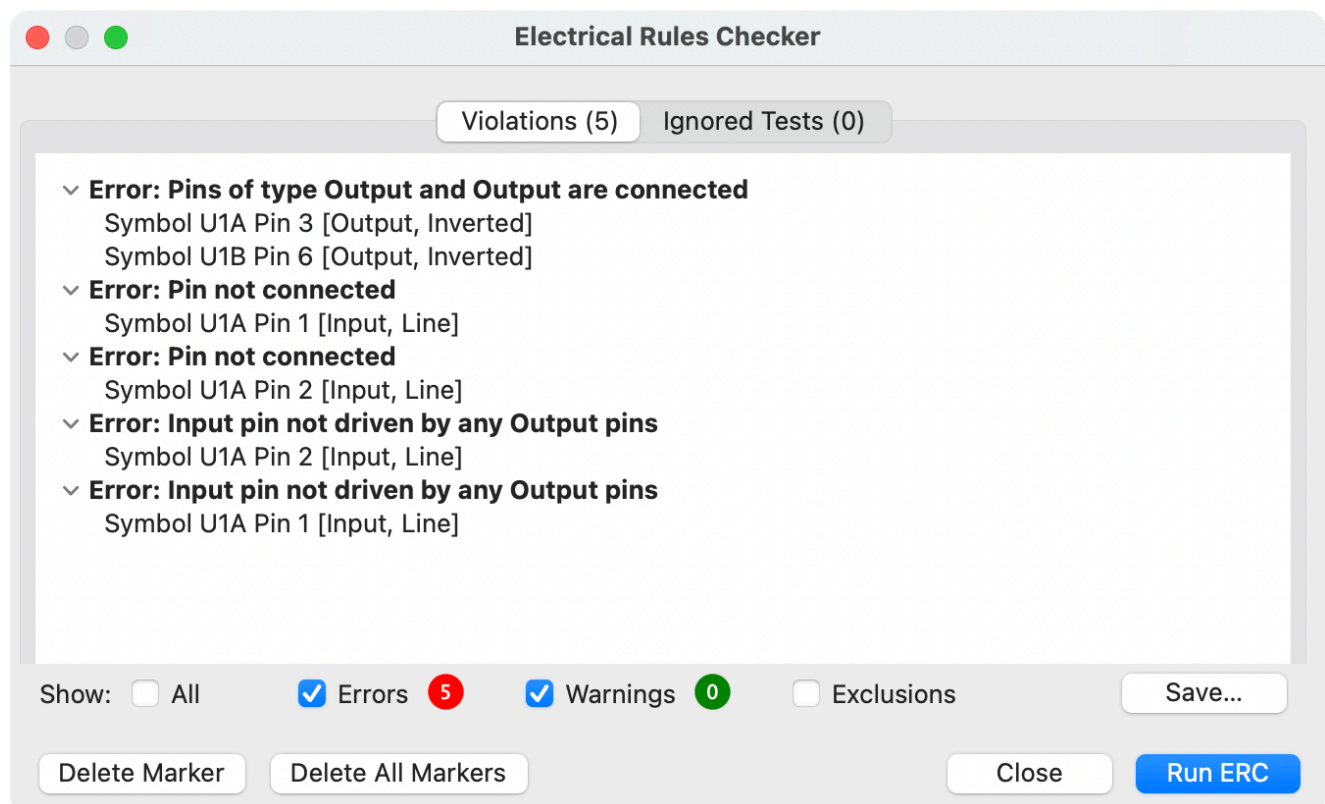 Electrical Rules Checker
Violations (5) Ignored Tests (0)
Error: Pins of type Output and Output are connected
Symbol U1A Pin 3 [Output, Inverted]
Symbol U1B Pin 6 [Output, Inverted]
Error: Pin not connected
Symbol U1A Pin 1 [Input, Line]
Error: Pin not connected
Symbol U1A Pin 2 [Input, Line]
Error: Input pin not driven by any Output pins
Symbol U1A Pin 2 [Input, Line]
Error: Input pin not driven by any Output pins
Symbol U1A Pin 1 [Input, Line]
Show: All Errors 5 Warnings 0 Exclusions Save...
Delete Marker Delete All Markers Close Run ERC